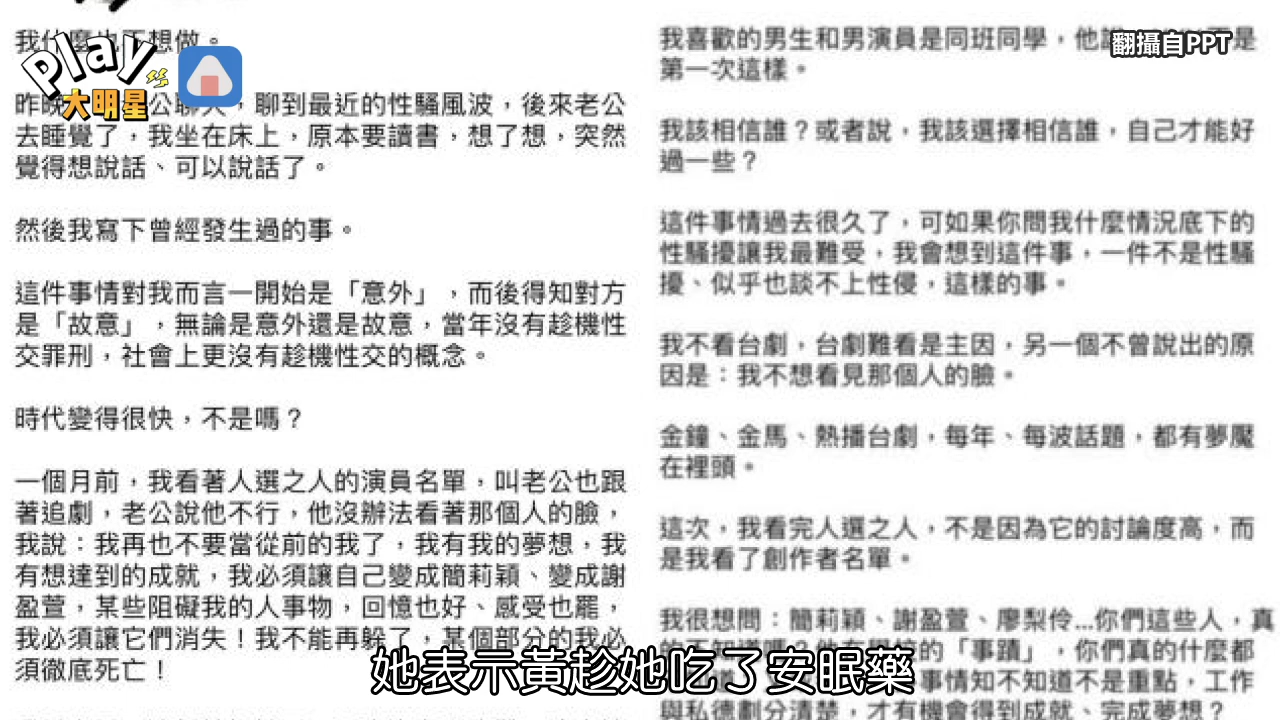 我什麼也不想做。
Play
大明星
昨晚 公聊天，聊到最近的性騷風波，後來老公
去睡覺了，我坐在床上，原本要讀書，想了想，突然
覺得想說話、可以說話了。
然後我寫下曾經發生過的事。
這件事情對我而言一開始是「意外」，而後得知對方
是「故意」，無論是意外還是故意，當年沒有趁機性
交罪刑，社會上更沒有趁機性交的概念。
時代變得很快，不是嗎？
一個月前，我看著人選之人的演員名單，叫老公也跟
著追劇，老公說他不行，他沒辦法看著那個人的臉，
我說：我再也不要當從前的我了，我有我的夢想，我
有想達到的成就，我必須讓自己變成簡莉穎、變成謝
盈萱，某些阻礙我的人事物，回憶也好、感受也罷，
我必須讓它們消失！我不能再躲了，某個部分的我必
須徹底死亡！
翻攝自PPT
我喜歡的男生和男演員是同班同學，他 是
第一次這樣。
我該相信誰？或者說，我該選擇相信誰，自己才能好
過一些？
這件事情過去很久了，可如果你問我什麼情況底下的
性騷擾讓我最難受，我會想到這件事，一件不是性騷
擾、似乎也談不上性侵，這樣的事。
我不看台劇，台劇難看是主因，另一個不曾說出的原
因是：我不想看見那個人的臉。
金鐘、金馬、熱播台劇，每年、每波話題，都有夢魘
在裡頭。
這次，我看完人選之人，不是因為它的討論度高，而
是我看了創作者名單。
我很想問：簡莉穎、謝盈萱、廖梨伶...你們這些人，真
的「事蹟」，你們真的什麼都
事情知不知道不是重點，工作
與私德劃分清楚，才有機會得到成就、完成夢想？
她表示黃趁她吃了安眠藥